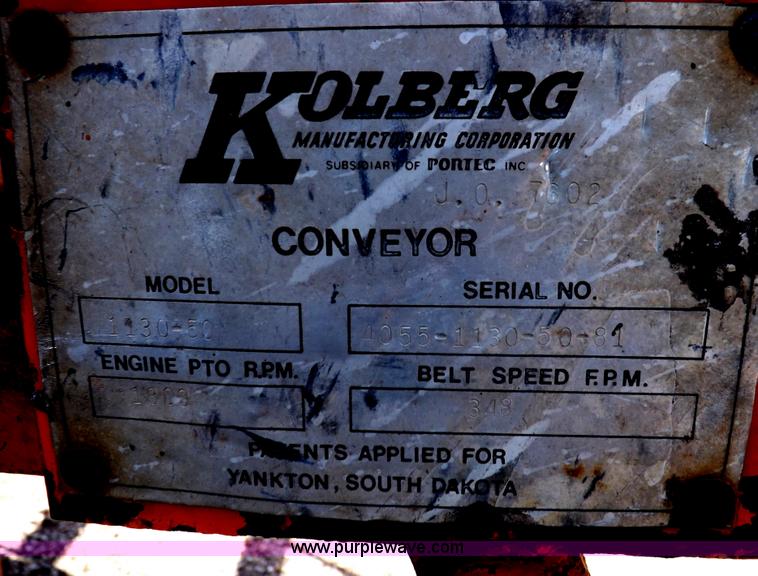 KOLBERG
MANUFACTURING CORPORATION
SUBSIDIARY OF PORTEC INC
J.O. 7602
CONVEYOR
MODEL
1130-50
SERIAL NO.
4055-1130-50-81
ENGINE PTO R.P.M.
BELT SPEED F.P.M.
348
PATENTS APPLIED FOR
YANKTON, SOUTH DAKOTA
www.purplewave.com